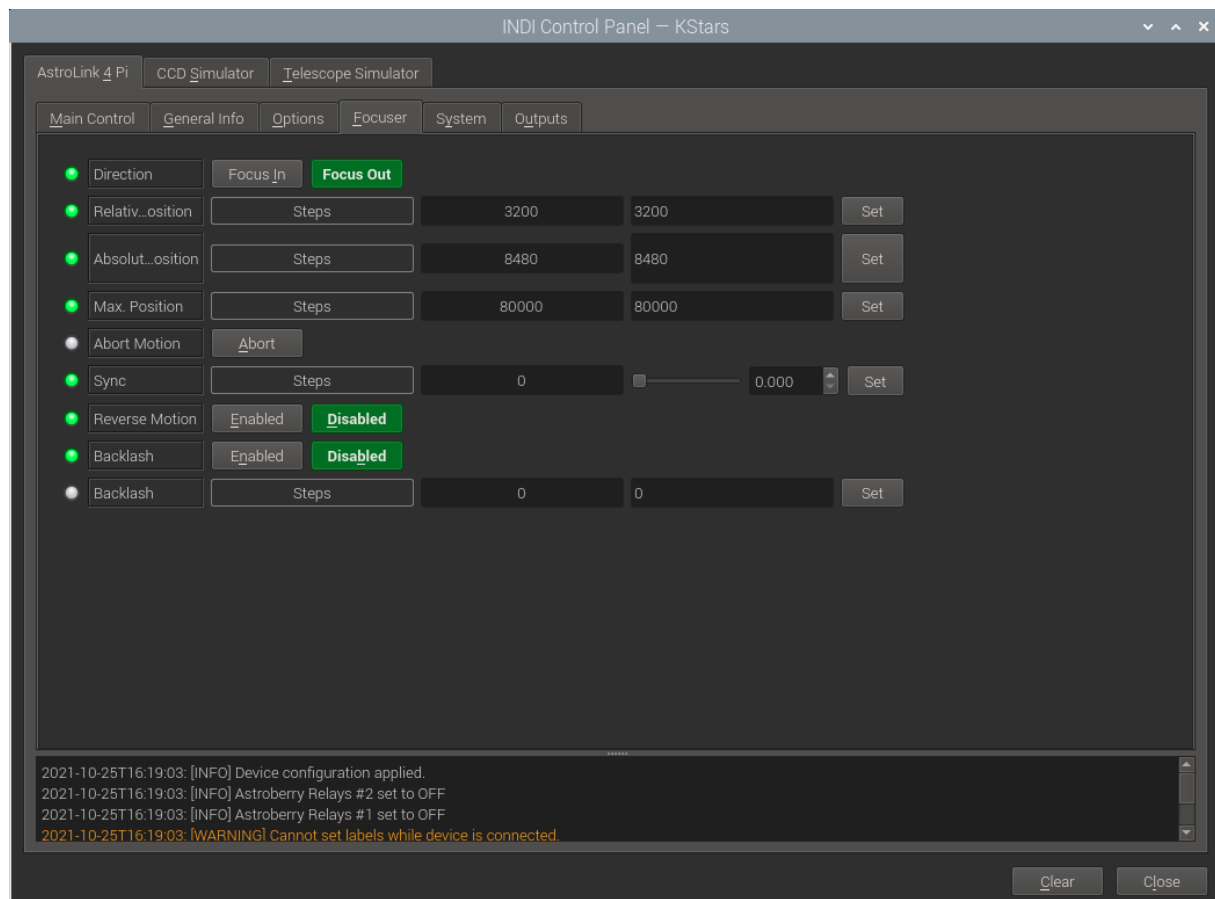 INDI Control Panel — KStars
AstroLink 4 Pi CCD Simulator Telescope Simulator
Main Control General Info Options Focuser System Outputs
Direction Focus In Focus Out
Relativ...osition Steps 3200 3200 Set
Absolut...osition Steps 8480 8480 Set
Max. Position Steps 80000 80000 Set
Abort Motion Abort
Sync Steps 0 0.000 Set
Reverse Motion Enabled Disabled
Backlash Enabled Disabled
Backlash Steps 0 0 Set
2021-10-25T16:19:03: [INFO] Device configuration applied.
2021-10-25T16:19:03: [INFO] Astroberry Relays #2 set to OFF
2021-10-25T16:19:03: [INFO] Astroberry Relays #1 set to OFF
2021-10-25T16:19:03: [WARNING] Cannot set labels while device is connected.
Clear Close